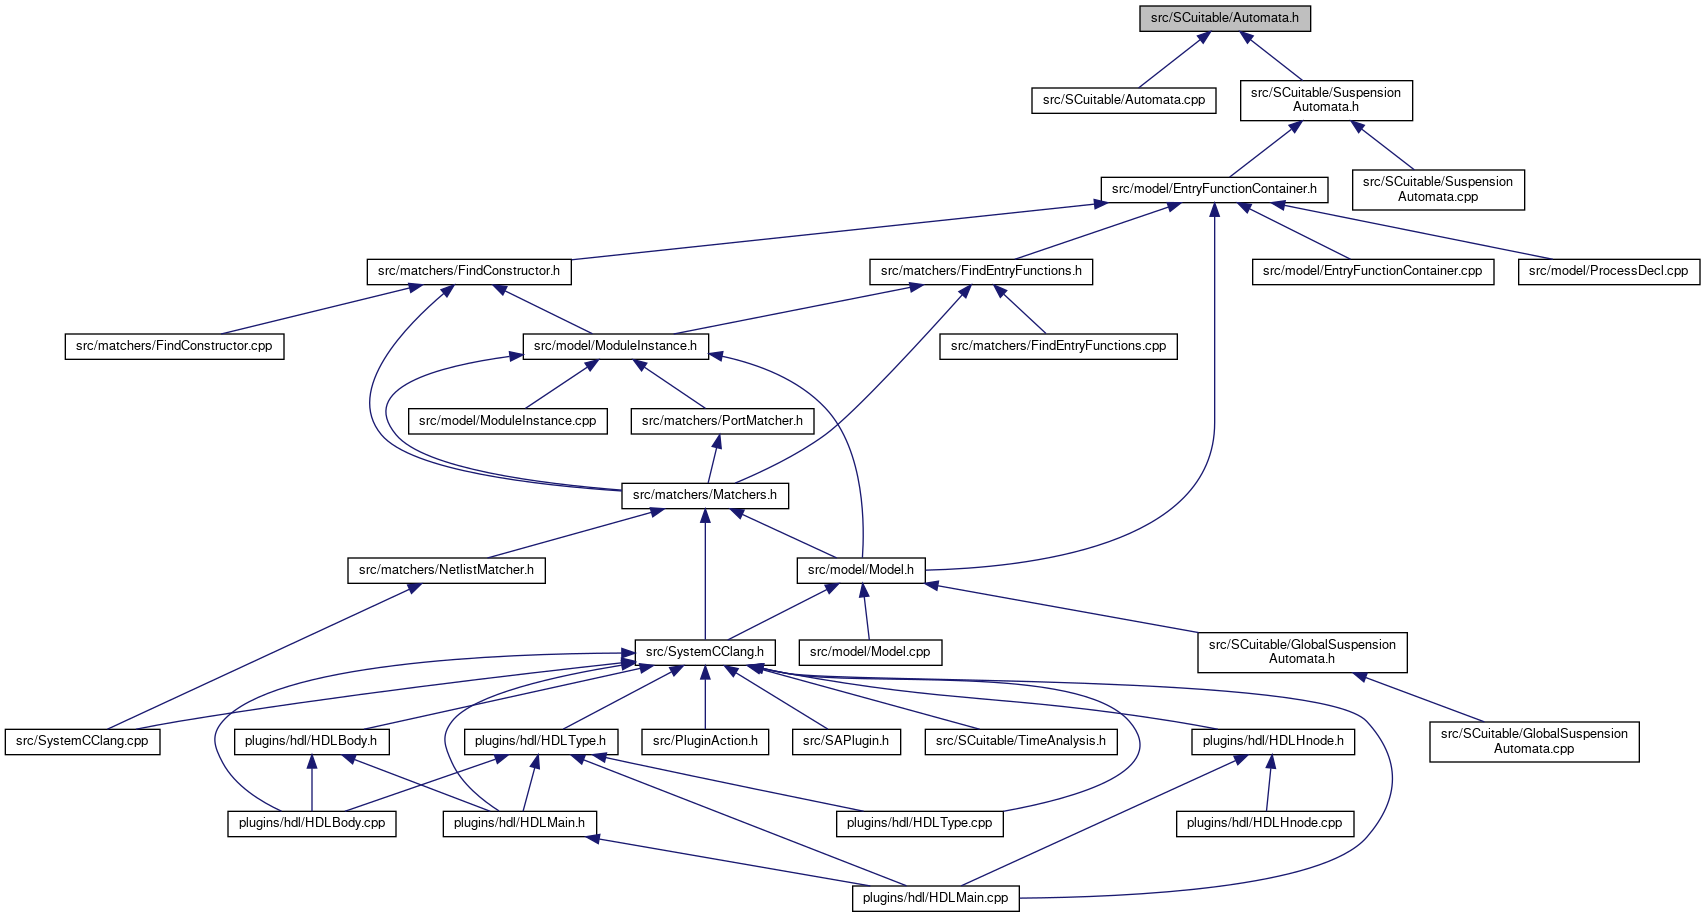 src/SCuitable/Automata.h
src/SCuitable/Automata.cpp
src/SCuitable/Suspension
Automata.h
src/model/EntryFunctionContainer.h
src/SCuitable/Suspension
Automata.cpp
src/matchers/FindConstructor.h
src/matchers/FindEntryFunctions.h
src/model/EntryFunctionContainer.cpp
src/model/ProcessDecl.cpp
src/matchers/FindConstructor.cpp
src/model/ModuleInstance.h
src/matchers/FindEntryFunctions.cpp
src/model/ModuleInstance.cpp
src/matchers/PortMatcher.h
src/matchers/Matchers.h
src/matchers/NetlistMatcher.h
src/model/Model.h
src/SystemCClang.h
src/model/Model.cpp
src/SCuitable/GlobalSuspension
Automata.h
src/SystemCClang.cpp
plugins/hdl/HDLBody.h
plugins/hdl/HDLType.h
src/PluginAction.h
src/SAPlugin.h
src/SCuitable/TimeAnalysis.h
plugins/hdl/HDLHnode.h
src/SCuitable/GlobalSuspension
Automata.cpp
plugins/hdl/HDLBody.cpp
plugins/hdl/HDLMain.h
plugins/hdl/HDLType.cpp
plugins/hdl/HDLHnode.cpp
plugins/hdl/HDLMain.cpp